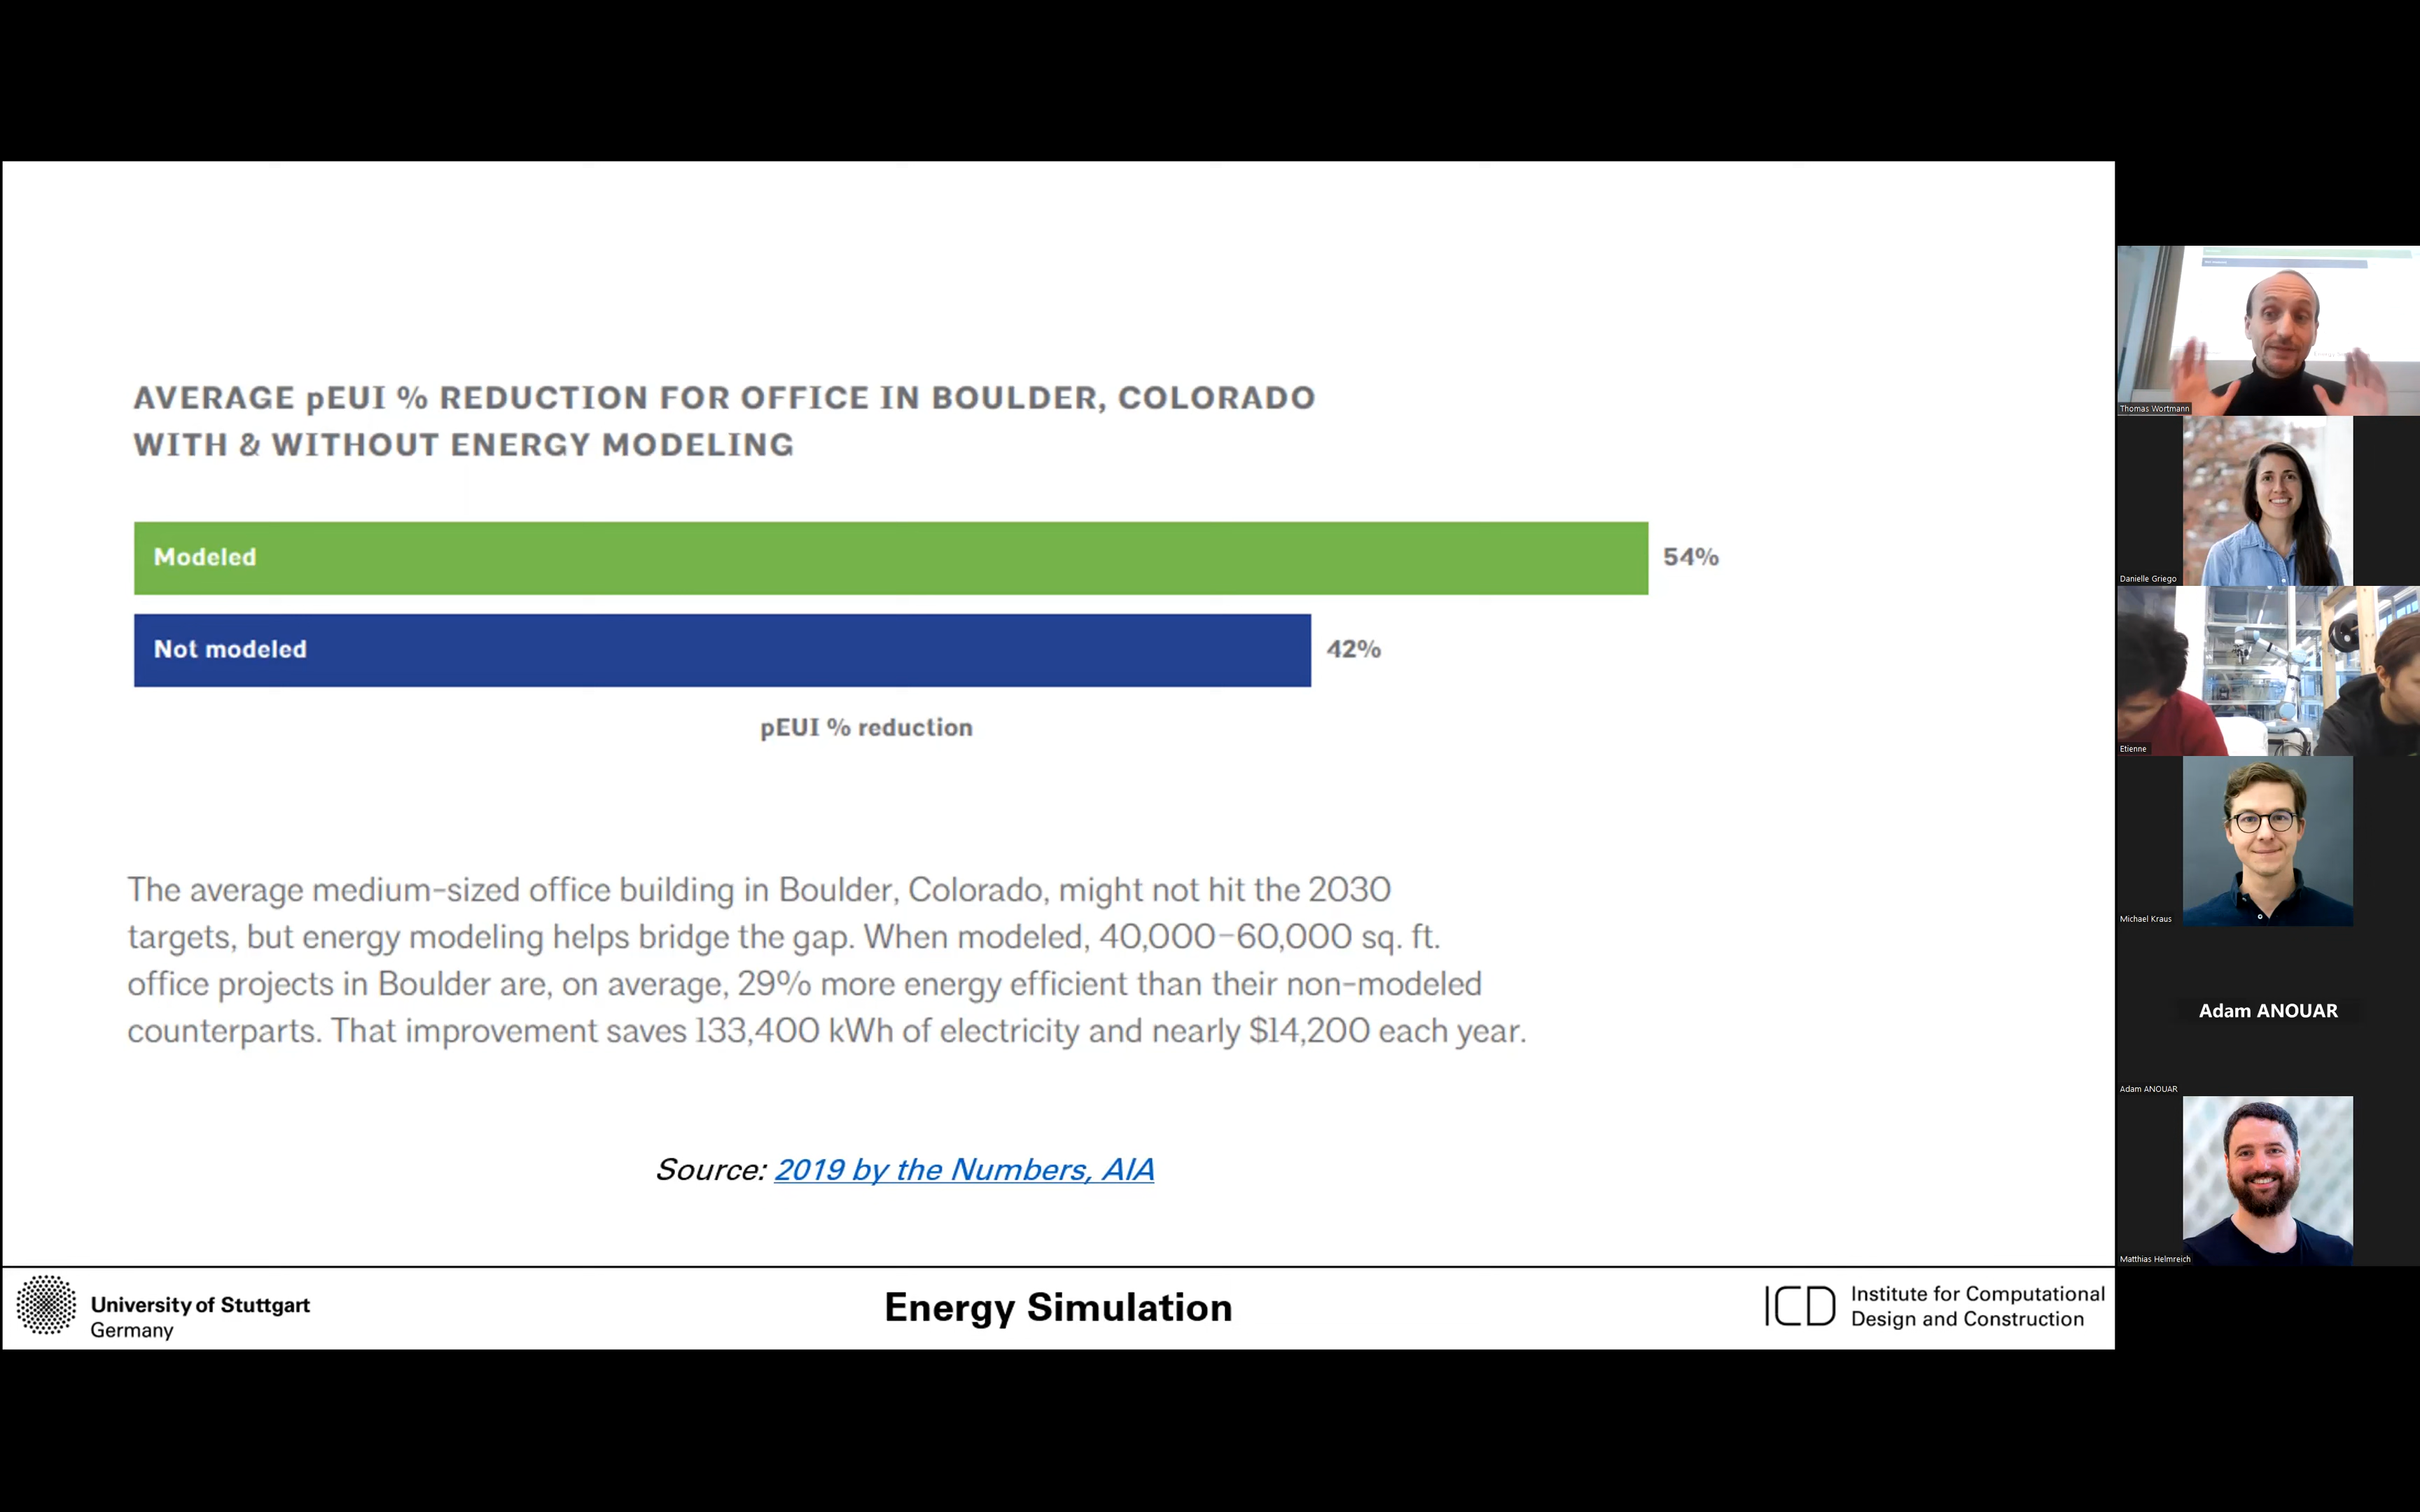 AVERAGE pEUI % REDUCTION FOR OFFICE IN BOULDER, COLORADO
WITH & WITHOUT ENERGY MODELING
Modeled
54%
Not modeled
42%
pEUI % reduction
The average medium-sized office building in Boulder, Colorado, might not hit the 2030
targets, but energy modeling helps bridge the gap. When modeled, 40,000–60,000 sq. ft.
office projects in Boulder are, on average, 29% more energy efficient than their non-modeled
counterparts. That improvement saves 133,400 kWh of electricity and nearly $14,200 each year.
Source: 2019 by the Numbers, AIA
University of Stuttgart
Germany
Energy Simulation
ICD
Institute for Computational
Design and Construction
Thomas Wortmann
Danielle Griego
Etienne
Michael Kraus
Adam ANOUAR
Adam ANOUAR
Matthias Helmreich